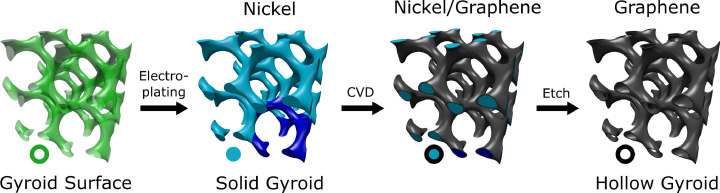 Nickel
Nickel/Graphene
Graphene
Electro-
plating
CVD
Etch
Gyroid Surface
Solid Gyroid
Hollow Gyroid